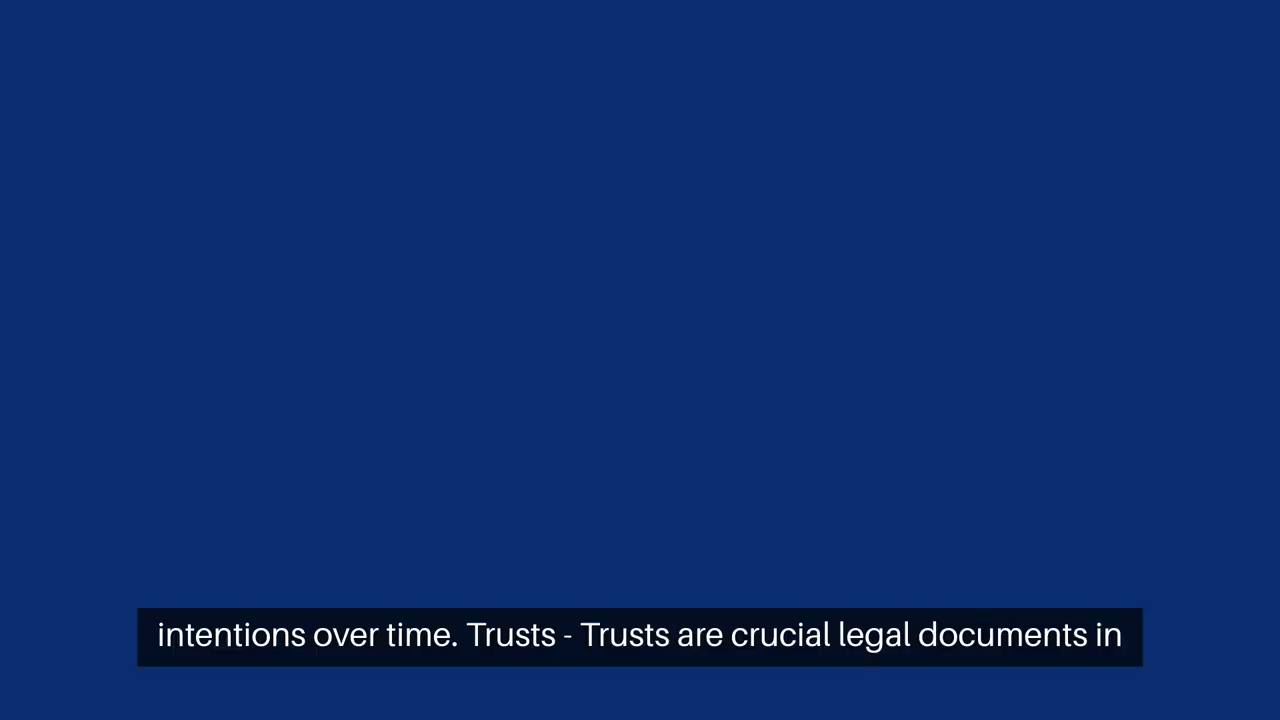 intentions over time. Trusts - Trusts are crucial legal documents in